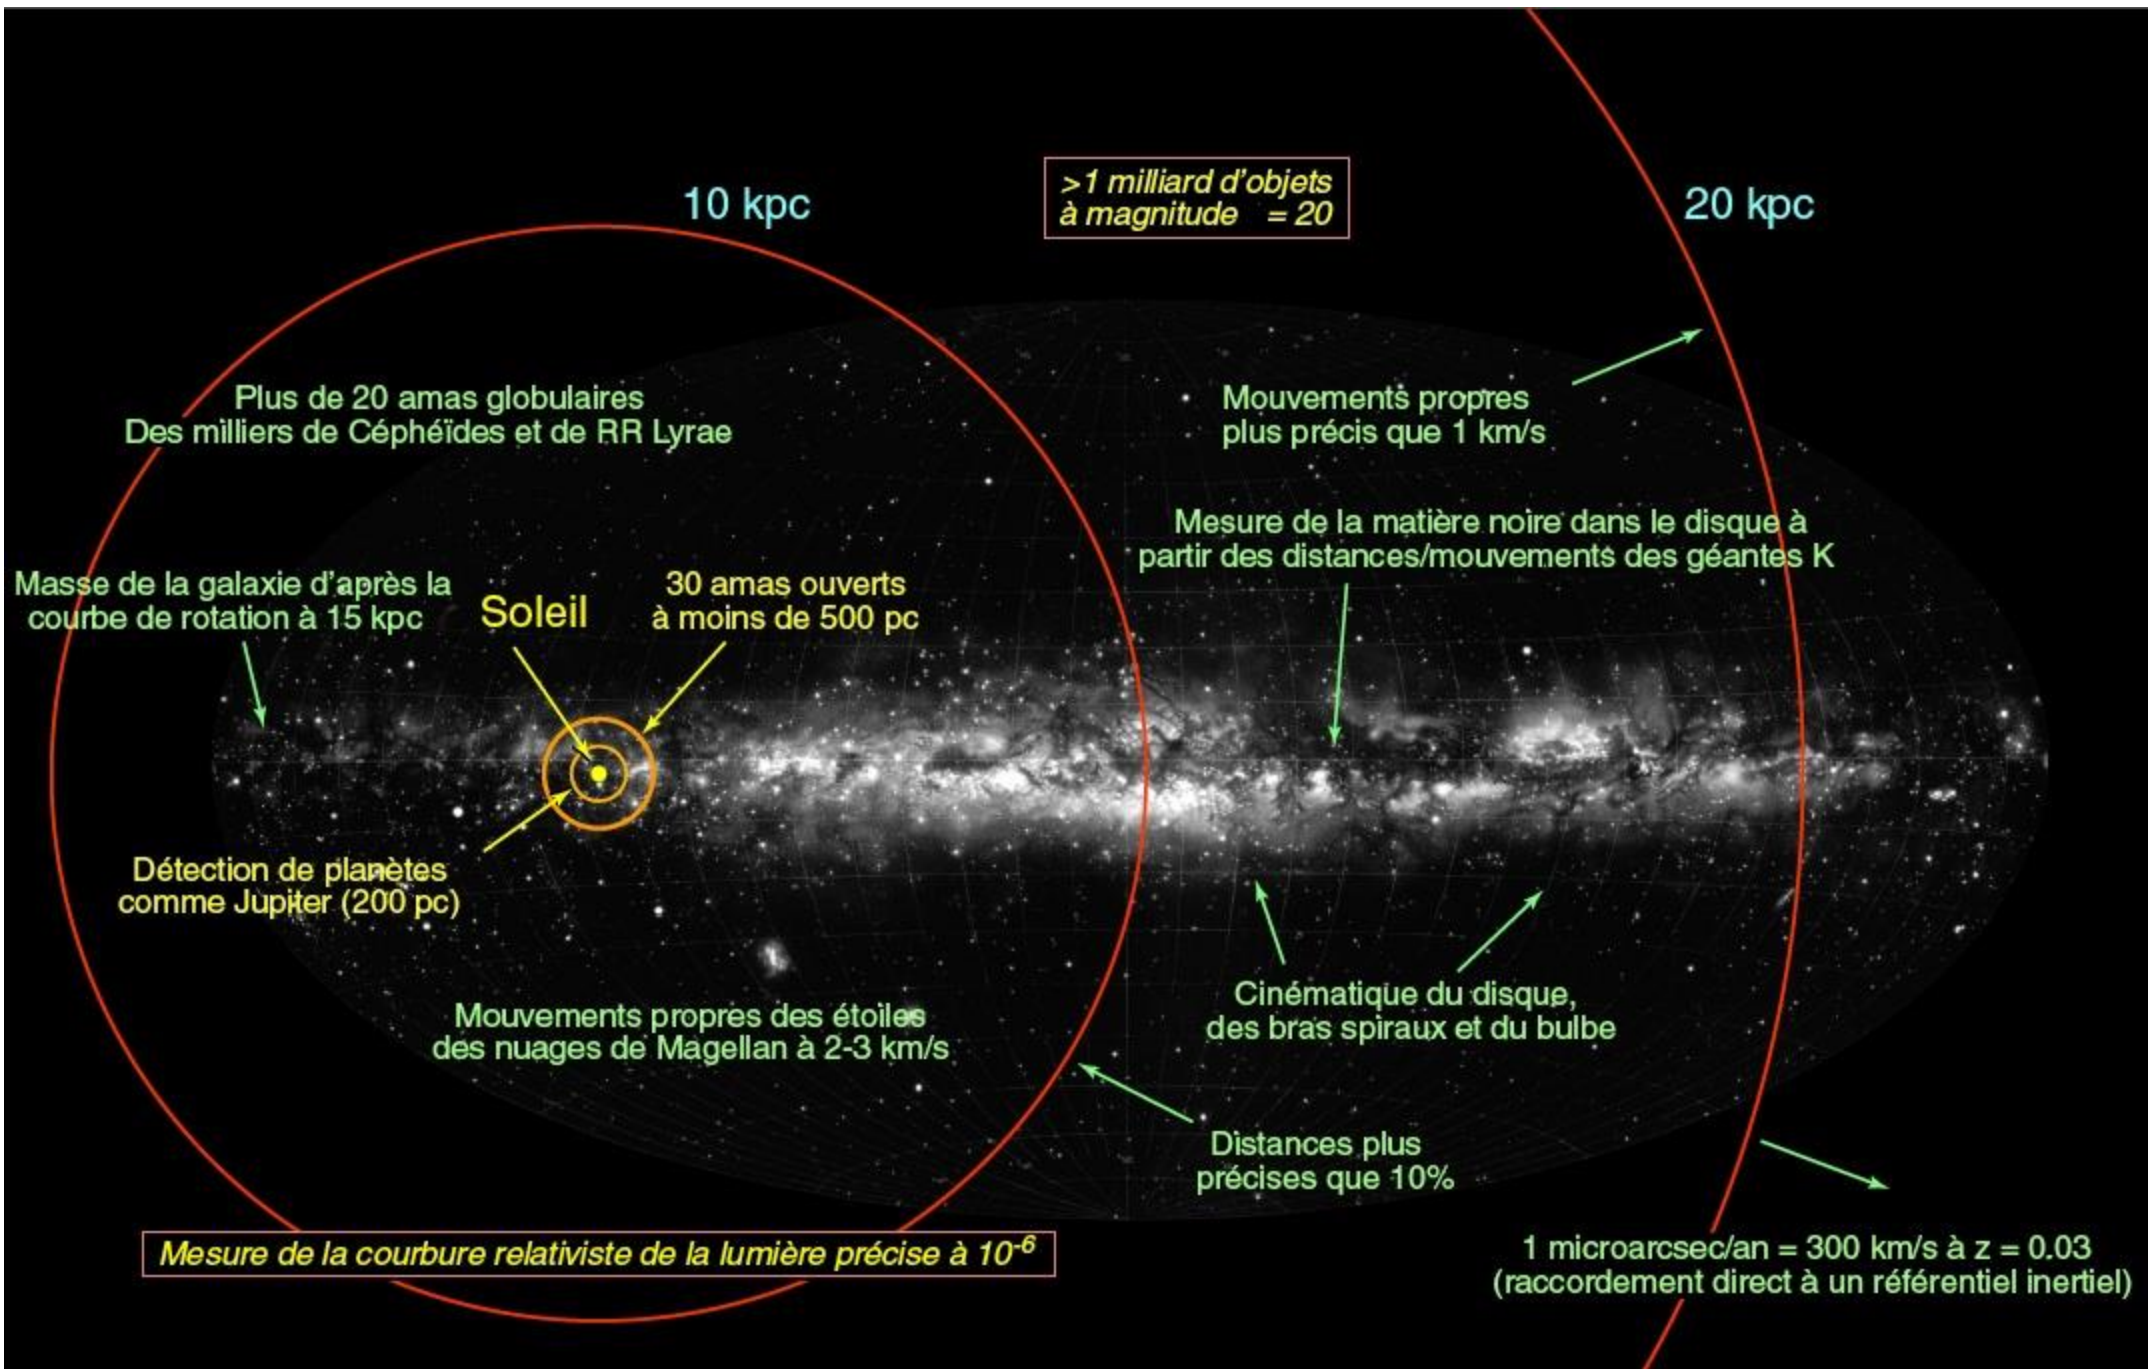 >1 milliard d'objets
à magnitude = 20
10 kpc
20 kpc
Plus de 20 amas globulaires
Des milliers de Céphéïdes et de RR Lyrae
Mouvements propres
plus précis que 1 km/s
Mesure de la matière noire dans le disque à
partir des distances/mouvements des géantes K
Masse de la galaxie d'après la
courbe de rotation à 15 kpc
Soleil
30 amas ouverts
à moins de 500 pc
Détection de planètes
comme Jupiter (200 pc)
Mouvements propres des étoiles
des nuages de Magellan à 2-3 km/s
Cinématique du disque,
des bras spiraux et du bulbe
Distances plus
précises que 10%
Mesure de la courbure relativiste de la lumière précise à 10⁻⁶
1 microarcsec/an = 300 km/s à z = 0.03
(raccordement direct à un référentiel inertiel)